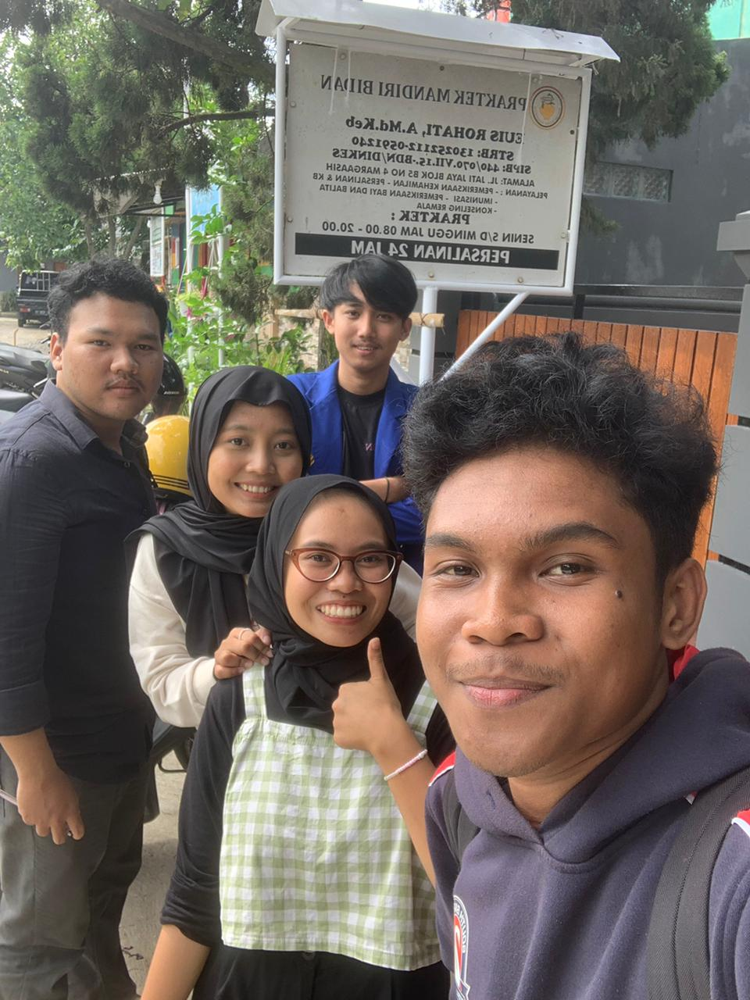 PRAKTEK MANDIRI BIDAN
EUIS ROHATI, A.Md.Keb
STRB: 130252112-0591240
SIPB: 440/070.VII.15.-BDN/DINKES
ALAMAT: JL. JATI JAYA BLOK B5 NO 4 MARGAASIH
PELAYANAN : - PEMERIKSAAN KEHAMILAN - PERSALINAN & KB
- IMUNISASI - PEMERIKSAAN BAYI DAN BALITA
- KONSELING REMAJA
PRAKTEK :
SENIN S/D MINGGU JAM 08.00 - 20.00
PERSALINAN 24 JAM